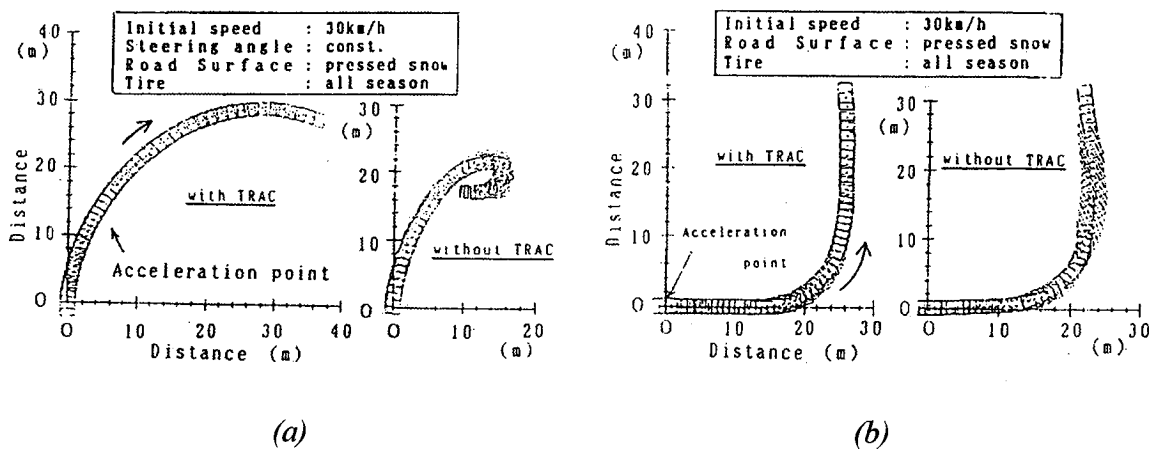 Initial speed : 30km/h
Steering angle : const.
Road Surface : pressed snow
Tire : all season
40
(m)
30
20
10
0
Distance
with TRAC
Acceleration point
0 10 20 30 40
Distance (m)
30
(m)
20
10
0
without TRAC
0 10 20
(m)
(a)
Initial speed : 30km/h
Road Surface : pressed snow
Tire : all season
40
(m)
30
20
10
0
Distance
with TRAC
Acceleration
point
0 10 20 30
Distance (m)
30
(m)
20
10
0
without TRAC
0 10 20 30
(m)
(b)